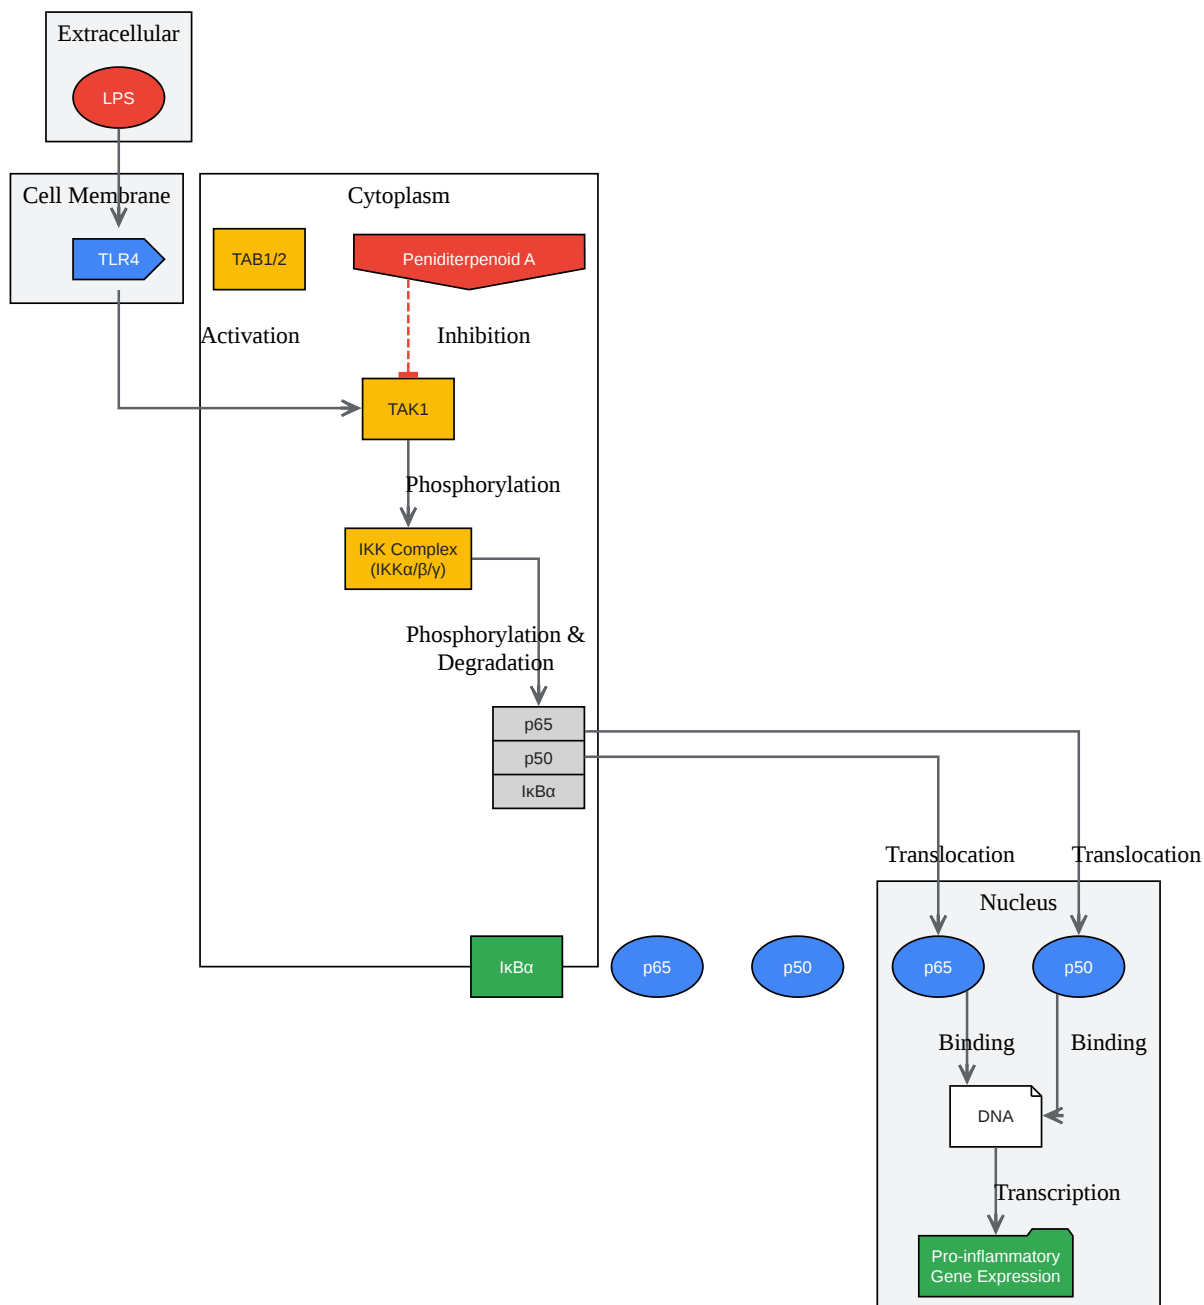 Extracellular
LPS
Cell Membrane
TLR4
Cytoplasm
TAB1/2
Peniditerpenoid A
Activation
Inhibition
TAK1
Phosphorylation
IKK Complex
(IKKα/β/γ)
Phosphorylation &
Degradation
p65
p50
IκBα
Translocation
Translocation
Nucleus
IκBα
p65
p50
p65
p50
Binding
Binding
DNA
Transcription
Pro-inflammatory
Gene Expression